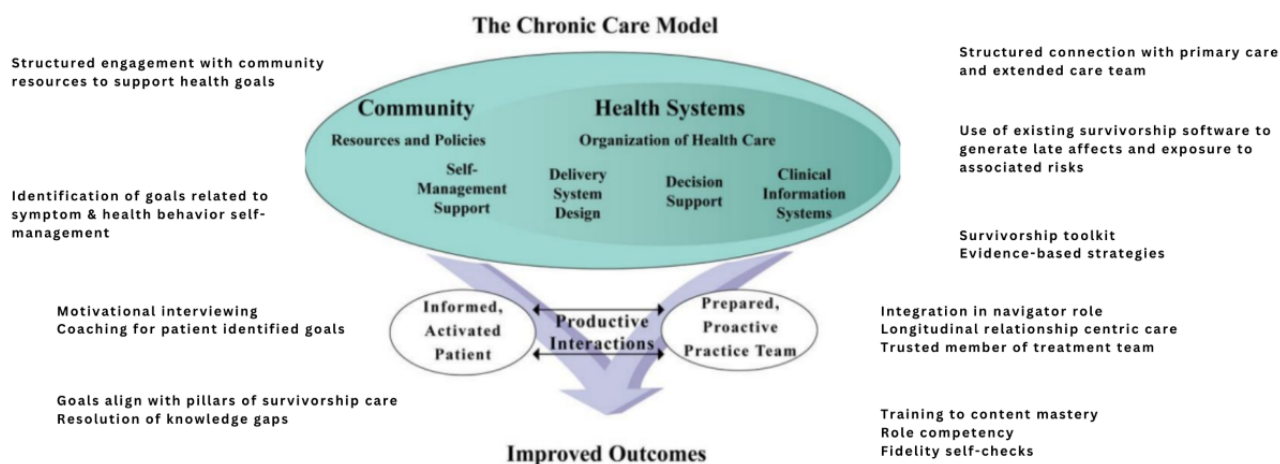 The Chronic Care Model
Structured engagement with community
resources to support health goals
Identification of goals related to
symptom & health behavior self-
management
Motivational interviewing
Coaching for patient identified goals
Goals align with pillars of survivorship care
Resolution of knowledge gaps
Community
Resources and Policies
Health Systems
Organization of Health Care
Self-
Management
Support
Delivery
System
Design
Decision
Support
Clinical
Information
Systems
Informed,
Activated
Patient
Productive
Interactions
Prepared,
Proactive
Practice Team
Improved Outcomes
Structured connection with primary care
and extended care team
Use of existing survivorship software to
generate late affects and exposure to
associated risks
Survivorship toolkit
Evidence-based strategies
Integration in navigator role
Longitudinal relationship centric care
Trusted member of treatment team
Training to content mastery
Role competency
Fidelity self-checks